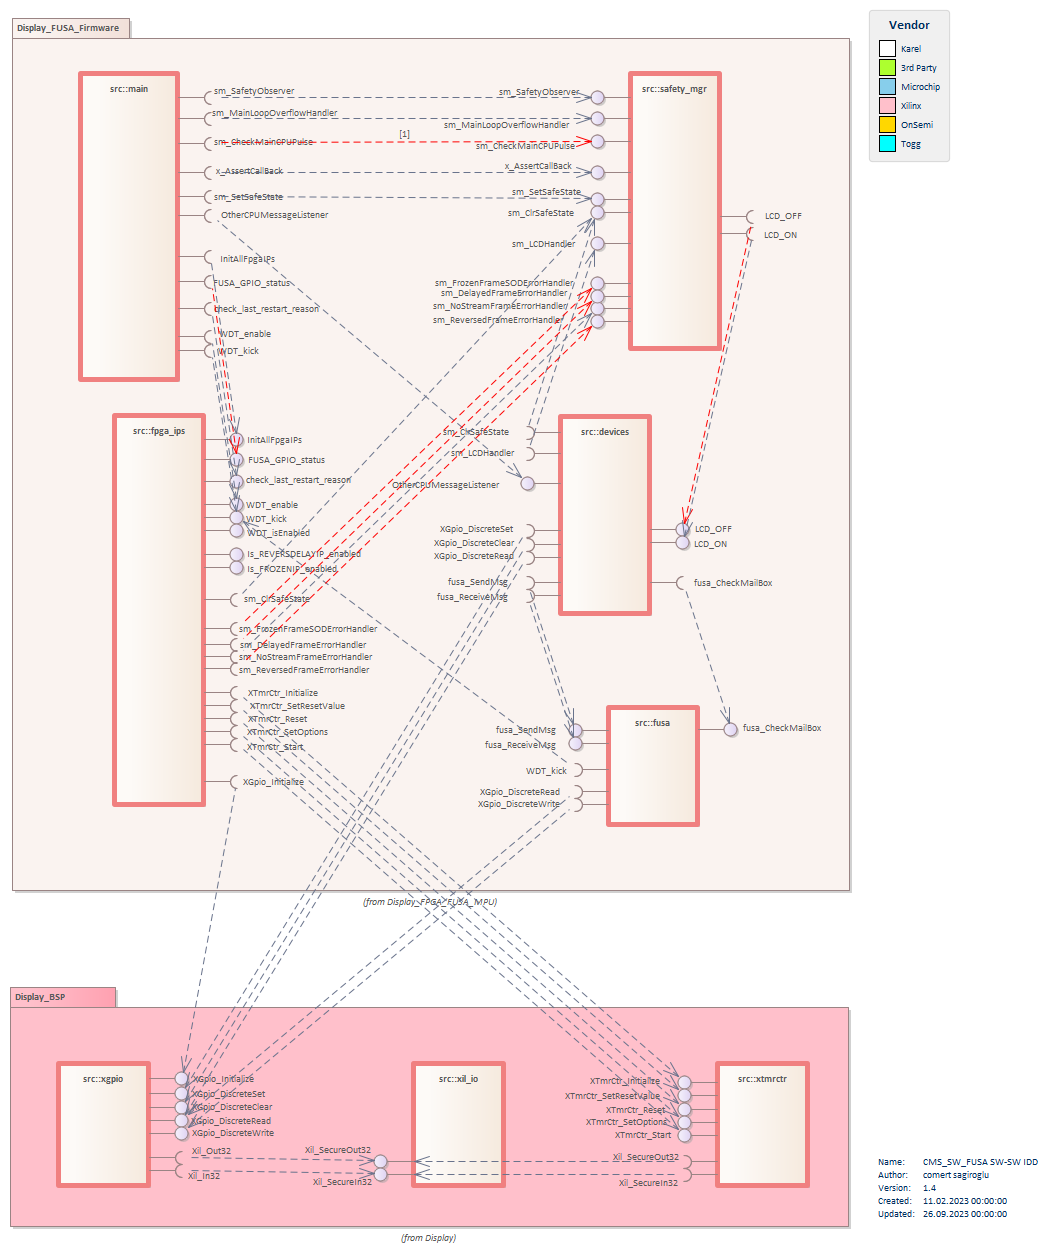 Display_FUSA_Firmware
Vendor
Karel
3rd Party
Microchip
Xilinx
OnSemi
Togg
src::main
sm_SafetyObserver
sm_MainLoopOverflowHandler
sm_CheckMainCPUPulse
x_AssertCallBack
sm_SetSafeState
OtherCPUMessageListener
InitAllFpgaIPs
FUSA_GPIO_status
check_last_restart_reason
WDT_enable
WDT_kick
[1]
src::safety_mgr
sm_SafetyObserver
sm_MainLoopOverflowHandler
sm_CheckMainCPUPulse
x_AssertCallBack
sm_SetSafeState
sm_ClrSafeState
sm_LCDHandler
sm_FrozenFrameSODErrorHandler
sm_DelayedFrameErrorHandler
sm_NoStreamFrameErrorHandler
sm_ReversedFrameErrorHandler
LCD_OFF
LCD_ON
src::fpga_ips
InitAllFpgaIPs
FUSA_GPIO_status
check_last_restart_reason
WDT_enable
WDT_kick
WDT_isEnabled
Is_REVERSDELAYIP_enabled
Is_FROZENIP_enabled
sm_ClrSafeState
sm_FrozenFrameSODErrorHandler
sm_DelayedFrameErrorHandler
sm_NoStreamFrameErrorHandler
sm_ReversedFrameErrorHandler
XTmrCtr_Initialize
XTmrCtr_SetResetValue
XTmrCtr_Reset
XTmrCtr_SetOptions
XTmrCtr_Start
XGpio_Initialize
src::devices
sm_ClrSafeState
sm_LCDHandler
OtherCPUMessageListener
XGpio_DiscreteSet
XGpio_DiscreteClear
XGpio_DiscreteRead
fusa_SendMsg
fusa_ReceiveMsg
LCD_OFF
LCD_ON
fusa_CheckMailBox
src::fusa
fusa_SendMsg
fusa_ReceiveMsg
WDT_kick
XGpio_DiscreteRead
XGpio_DiscreteWrite
fusa_CheckMailBox
(from Display_FPGA_FUSA_MPU)
Display_BSP
src::xgpio
XGpio_Initialize
XGpio_DiscreteSet
XGpio_DiscreteClear
XGpio_DiscreteRead
XGpio_DiscreteWrite
Xil_Out32
Xil_In32
src::xil_io
Xil_SecureOut32
Xil_SecureIn32
src::xtmrctr
XTmrCtr_Initialize
XTmrCtr_SetResetValue
XTmrCtr_Reset
XTmrCtr_SetOptions
XTmrCtr_Start
Xil_SecureOut32
Xil_SecureIn32
(from Display)
Name: CMS_SW_FUSA SW-SW IDD
Author: comert sagiroglu
Version: 1.4
Created: 11.02.2023 00:00:00
Updated: 26.09.2023 00:00:00